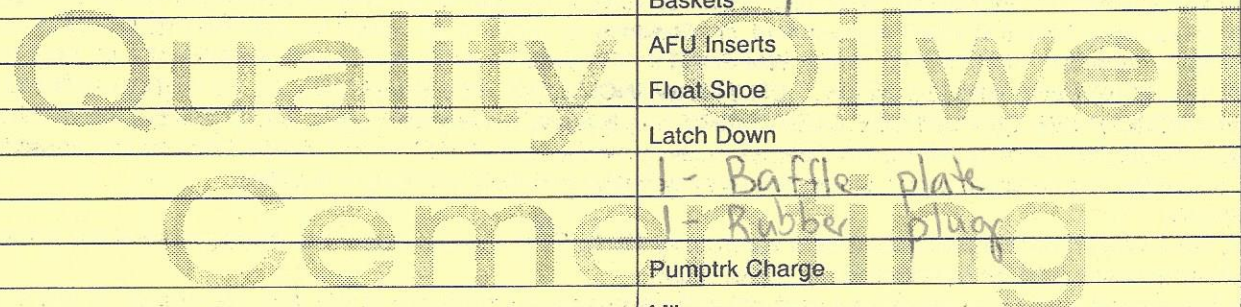 Baskets
Quality Oilwell
AFU Inserts
Float Shoe
Latch Down
1 - Baffle plate
Cementing
1 - Rubber plug
Pumptrk Charge